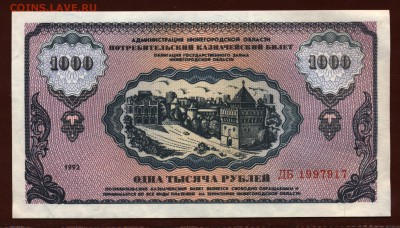 COINS.LAVE.RU
АДМИНИСТРАЦИЯ НИЖЕГОРОДСКОЙ ОБЛАСТИ
ПОТРЕБИТЕЛЬСКИЙ КАЗНАЧЕЙСКИЙ БИЛЕТ
ОБЛИГАЦИЯ ГОСУДАРСТВЕННОГО ЗАЙМА
НИЖЕГОРОДСКОЙ ОБЛАСТИ
1000 1000
1992
ДБ 1997917
ОДНА ТЫСЯЧА РУБЛЕЙ
КАЗНАЧЕЙСКИЙ БИЛЕТ ЯВЛЯЕТСЯ СВОБОДНО ОБРАЩАЕМЫМ И
ПРИНИМАЕТСЯ ВО ВСЕ ВИДЫ ПЛАТЕЖЕЙ НА ТЕРРИТОРИИ НИЖЕГОРОДСКОЙ ОБЛАСТИ